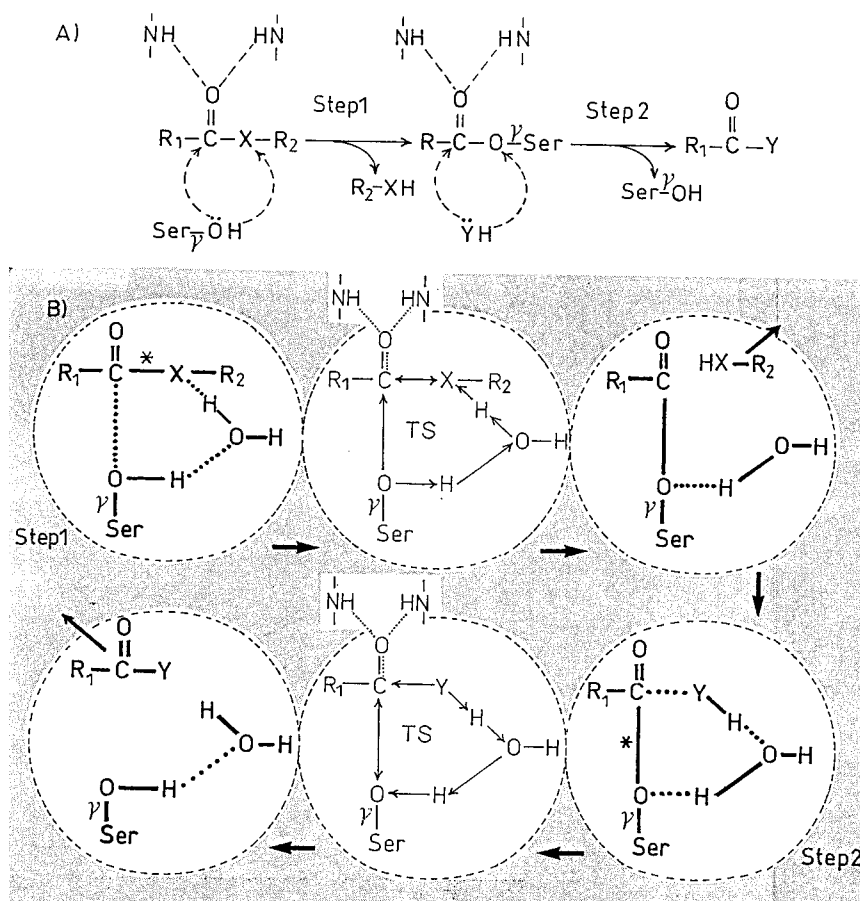 A)
NH HN NH HN
O O O
Step1 Step 2
R₁–C–X–R₂ R–C–O–γ–Ser R₁–C–Y
R₂–XH Ser–γ–OH
Ser–γ–ÖH ŸH
B)
NH HN
O O O
R₁–C * X–R₂ R₁–C X–R₂ R₁–C HX–R₂
H H
O–H TS O–H O–H
O–H O H O H
γ γ γ
Ser Ser Ser
Step1
NH HN
O O O
R₁–C–Y R₁–C Y R₁–C Y
H H H
O–H TS O–H * O–H
O–H O H O H
γ γ γ
Ser Ser Ser
Step2